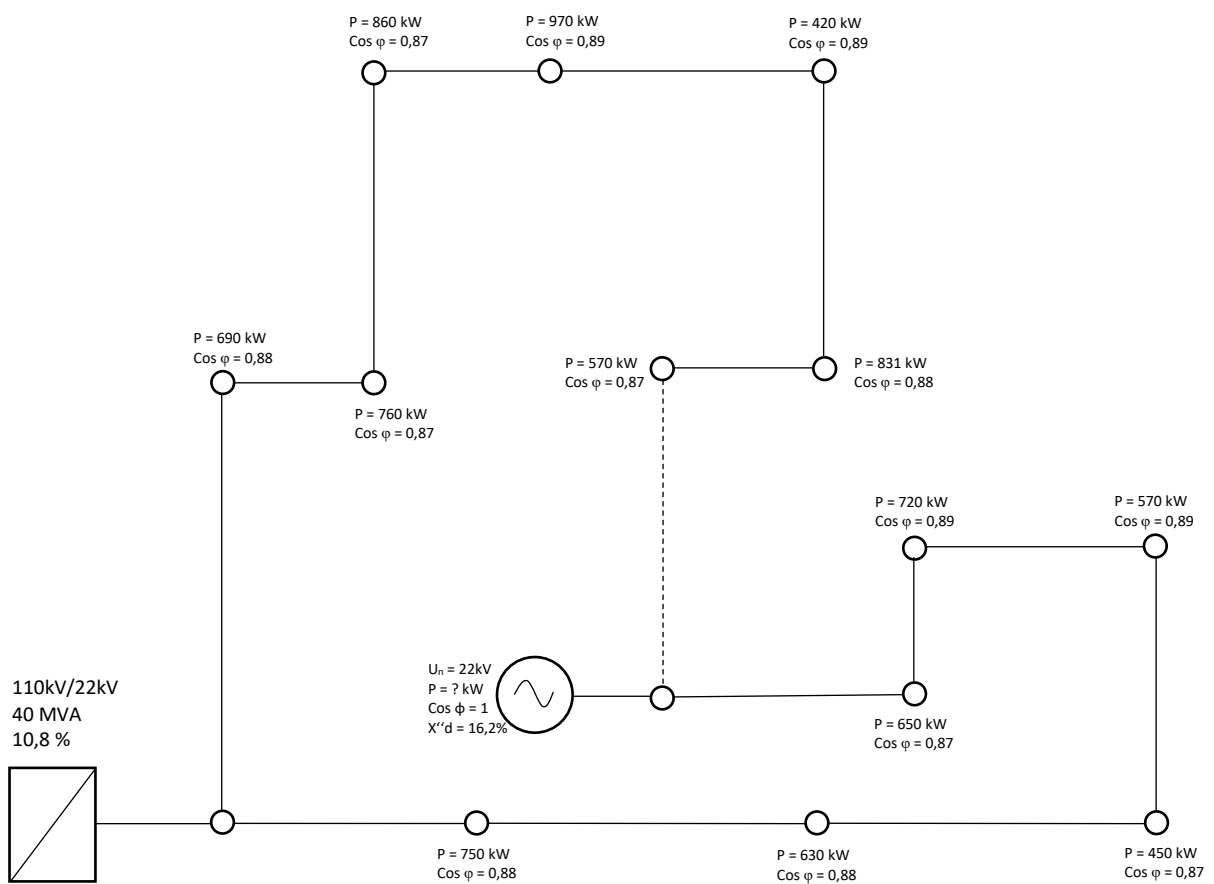 P = 860 kW
Cos φ = 0,87
P = 970 kW
Cos φ = 0,89
P = 420 kW
Cos φ = 0,89
P = 690 kW
Cos φ = 0,88
P = 760 kW
Cos φ = 0,87
P = 570 kW
Cos φ = 0,87
P = 831 kW
Cos φ = 0,88
P = 720 kW
Cos φ = 0,89
P = 570 kW
Cos φ = 0,89
Uₙ = 22kV
P = ? kW
Cos ϕ = 1
X‘‘d = 16,2%
P = 650 kW
Cos φ = 0,87
110kV/22kV
40 MVA
10,8 %
P = 750 kW
Cos φ = 0,88
P = 630 kW
Cos φ = 0,88
P = 450 kW
Cos φ = 0,87